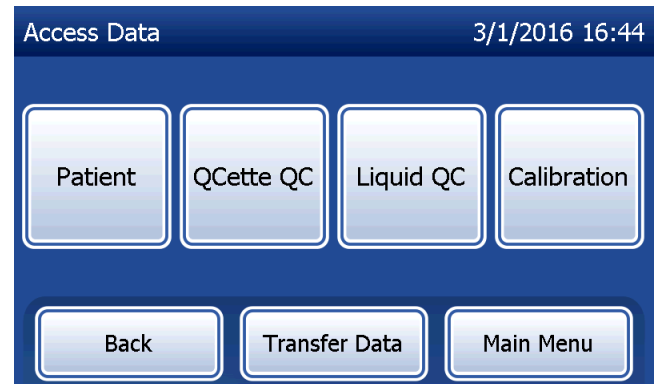 Access Data 3/1/2016 16:44
Patient QCette QC Liquid QC Calibration
Back Transfer Data Main Menu